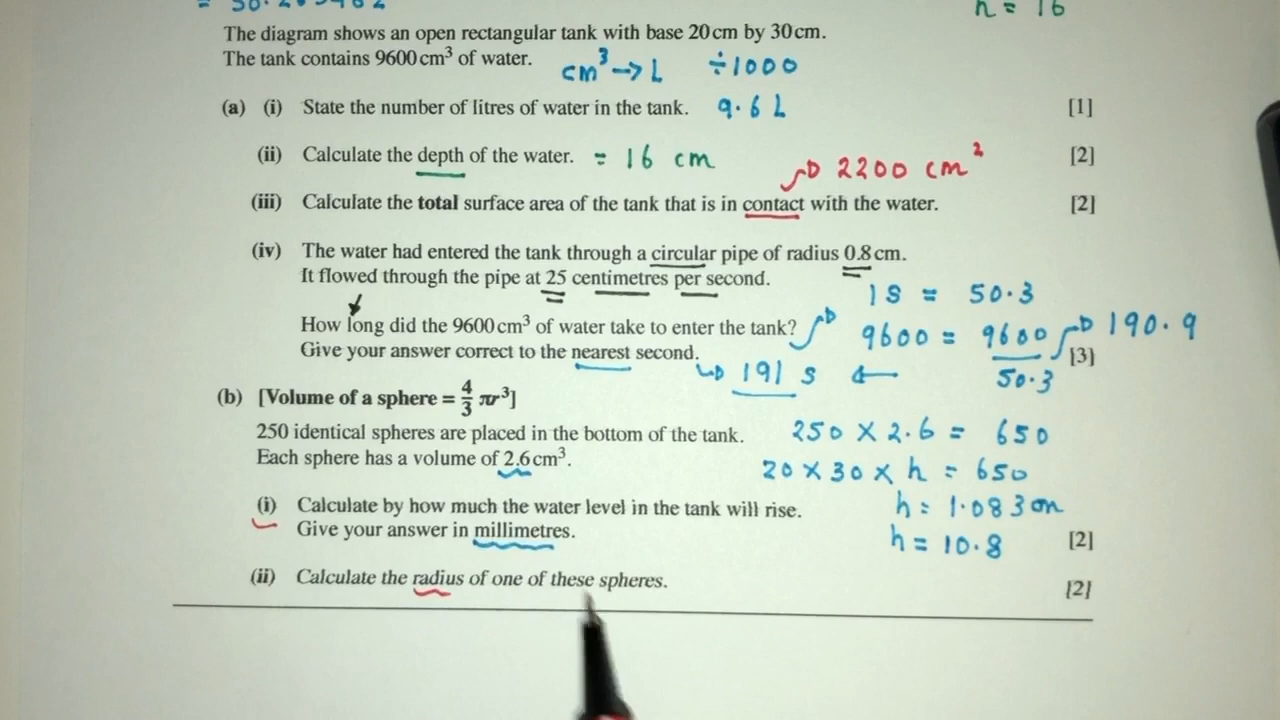 = 50.265482
h = 16
The diagram shows an open rectangular tank with base 20 cm by 30 cm.
The tank contains 9600 cm³ of water. cm³ → L ÷1000
(a) (i) State the number of litres of water in the tank. 9.6 L [1]
(ii) Calculate the depth of the water. = 16 cm [2]
→ 2200 cm²
(iii) Calculate the total surface area of the tank that is in contact with the water. [2]
(iv) The water had entered the tank through a circular pipe of radius 0.8 cm.
It flowed through the pipe at 25 centimetres per second.
1 S = 50.3
How long did the 9600 cm³ of water take to enter the tank? 9600 = 9600 / 50.3 → 190.9
Give your answer correct to the nearest second. → 191 s ← [3]
(b) [Volume of a sphere = 4/3 πr³]
250 identical spheres are placed in the bottom of the tank. 250 × 2.6 = 650
Each sphere has a volume of 2.6 cm³. 20 × 30 × h = 650
(i) Calculate by how much the water level in the tank will rise. h = 1.083 cm
Give your answer in millimetres. h = 10.8 [2]
(ii) Calculate the radius of one of these spheres. [2]